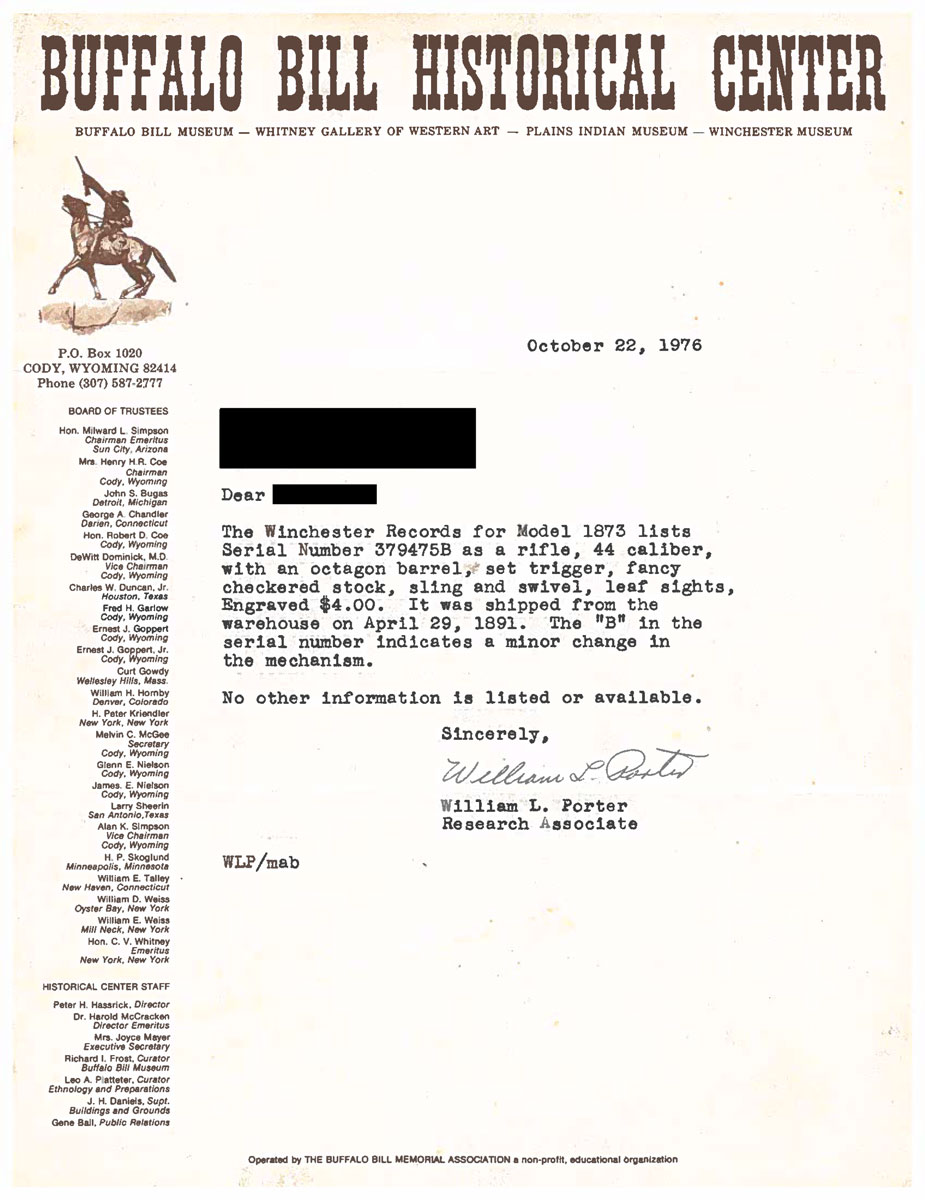 BUFFALO BILL HISTORICAL CENTER
BUFFALO BILL MUSEUM — WHITNEY GALLERY OF WESTERN ART — PLAINS INDIAN MUSEUM — WINCHESTER MUSEUM
P.O. Box 1020
CODY, WYOMING 82414
Phone (307) 587-2777
BOARD OF TRUSTEES
Hon. Milward L. Simpson
Chairman Emeritus
Sun City, Arizona
Mrs. Henry H.R. Coe
Chairman
Cody, Wyoming
John S. Bugas
Detroit, Michigan
George A. Chandler
Darien, Connecticut
Hon. Robert D. Coe
Cody, Wyoming
DeWitt Dominick, M.D.
Vice Chairman
Cody, Wyoming
Charles W. Duncan, Jr.
Houston, Texas
Fred H. Garlow
Cody, Wyoming
Ernest J. Goppert
Cody, Wyoming
Ernest J. Goppert, Jr.
Cody, Wyoming
Curt Gowdy
Wellesley Hills, Mass.
William H. Hornby
Denver, Colorado
H. Peter Kriendler
New York, New York
Melvin C. McGee
Secretary
Cody, Wyoming
Glenn E. Nielson
Cody, Wyoming
James. E. Nielson
Cody, Wyoming
Larry Sheerin
San Antonio,Texas
Alan K. Simpson
Vice Chairman
Cody, Wyoming
H. P. Skoglund
Minneapolis, Minnesota
William E. Talley
New Haven, Connecticut
William D. Weiss
Oyster Bay, New York
William E. Weiss
Mill Neck, New York
Hon. C. V. Whitney
Emeritus
New York, New York
HISTORICAL CENTER STAFF
Peter H. Hassrick, Director
Dr. Harold McCracken
Director Emeritus
Mrs. Joyce Mayer
Executive Secretary
Richard I. Frost, Curator
Buffalo Bill Museum
Leo A. Platteter, Curator
Ethnology and Preparations
J. H. Daniels, Supt.
Buildings and Grounds
Gene Ball, Public Relations
October 22, 1976
Dear
The Winchester Records for Model 1873 lists
Serial Number 379475B as a rifle, 44 caliber,
with an octagon barrel, set trigger, fancy
checkered stock, sling and swivel, leaf sights,
Engraved $4.00. It was shipped from the
warehouse on April 29, 1891. The "B" in the
serial number indicates a minor change in
the mechanism.
No other information is listed or available.
Sincerely,
William L. Porter
William L. Porter
Research Associate
WLP/mab
Operated by THE BUFFALO BILL MEMORIAL ASSOCIATION a non-profit, educational organization